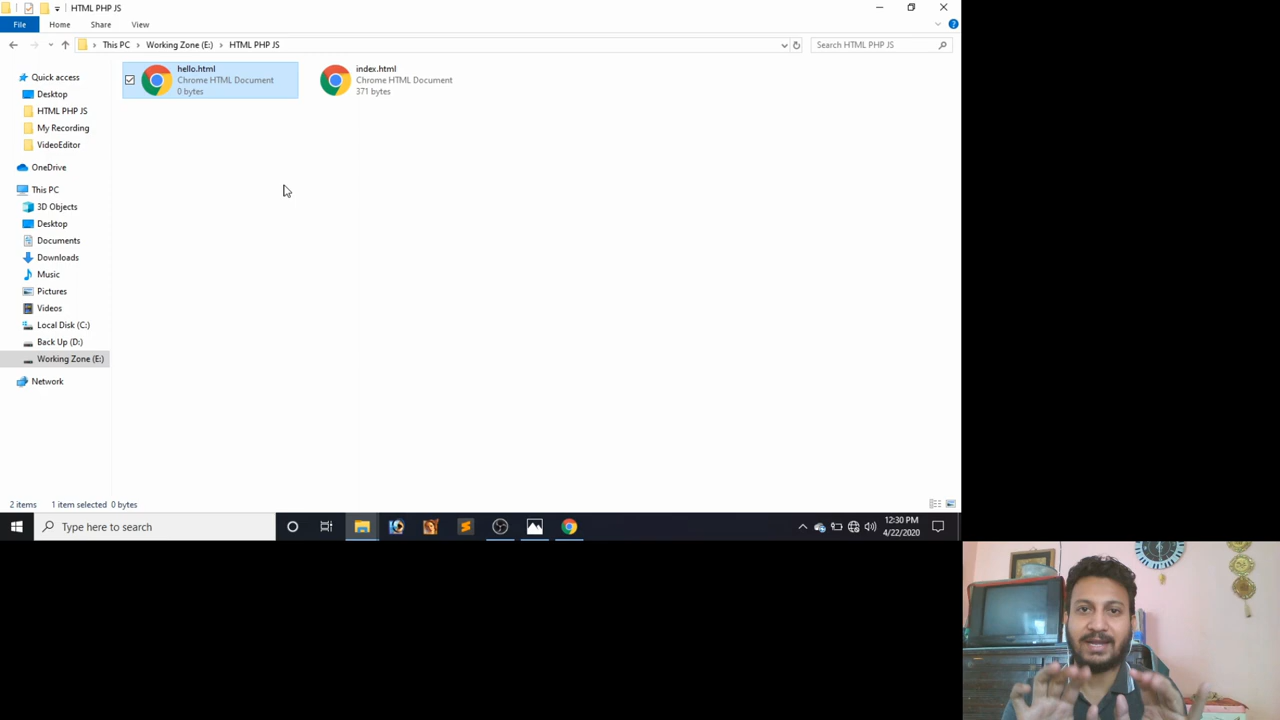 HTML PHP JS
File Home Share View
This PC Working Zone (E:) HTML PHP JS
Search HTML PHP JS
Quick access
Desktop
HTML PHP JS
My Recording
VideoEditor
OneDrive
This PC
3D Objects
Desktop
Documents
Downloads
Music
Pictures
Videos
Local Disk (C:)
Back Up (D:)
Working Zone (E:)
Network
hello.html
Chrome HTML Document
0 bytes
index.html
Chrome HTML Document
371 bytes
2 items 1 item selected 0 bytes
Type here to search
12:30 PM
4/22/2020